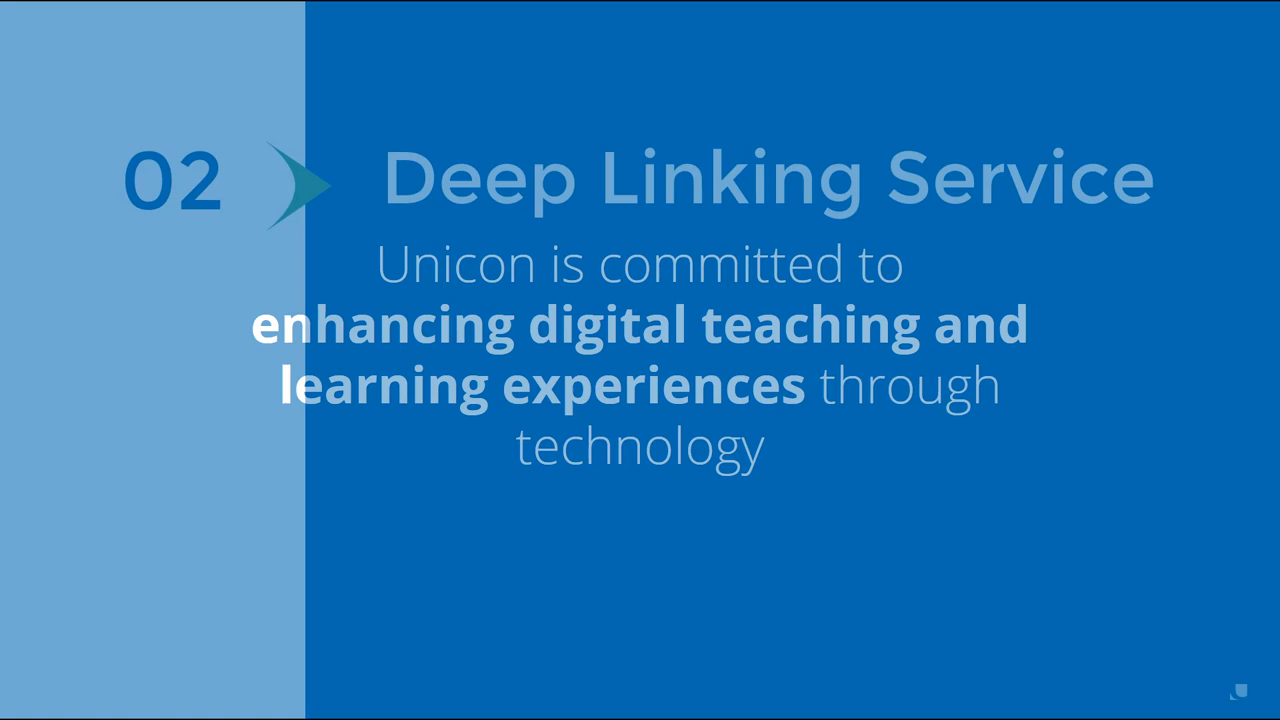 02 Deep Linking Service
Unicon is committed to
enhancing digital teaching and
learning experiences through
technology